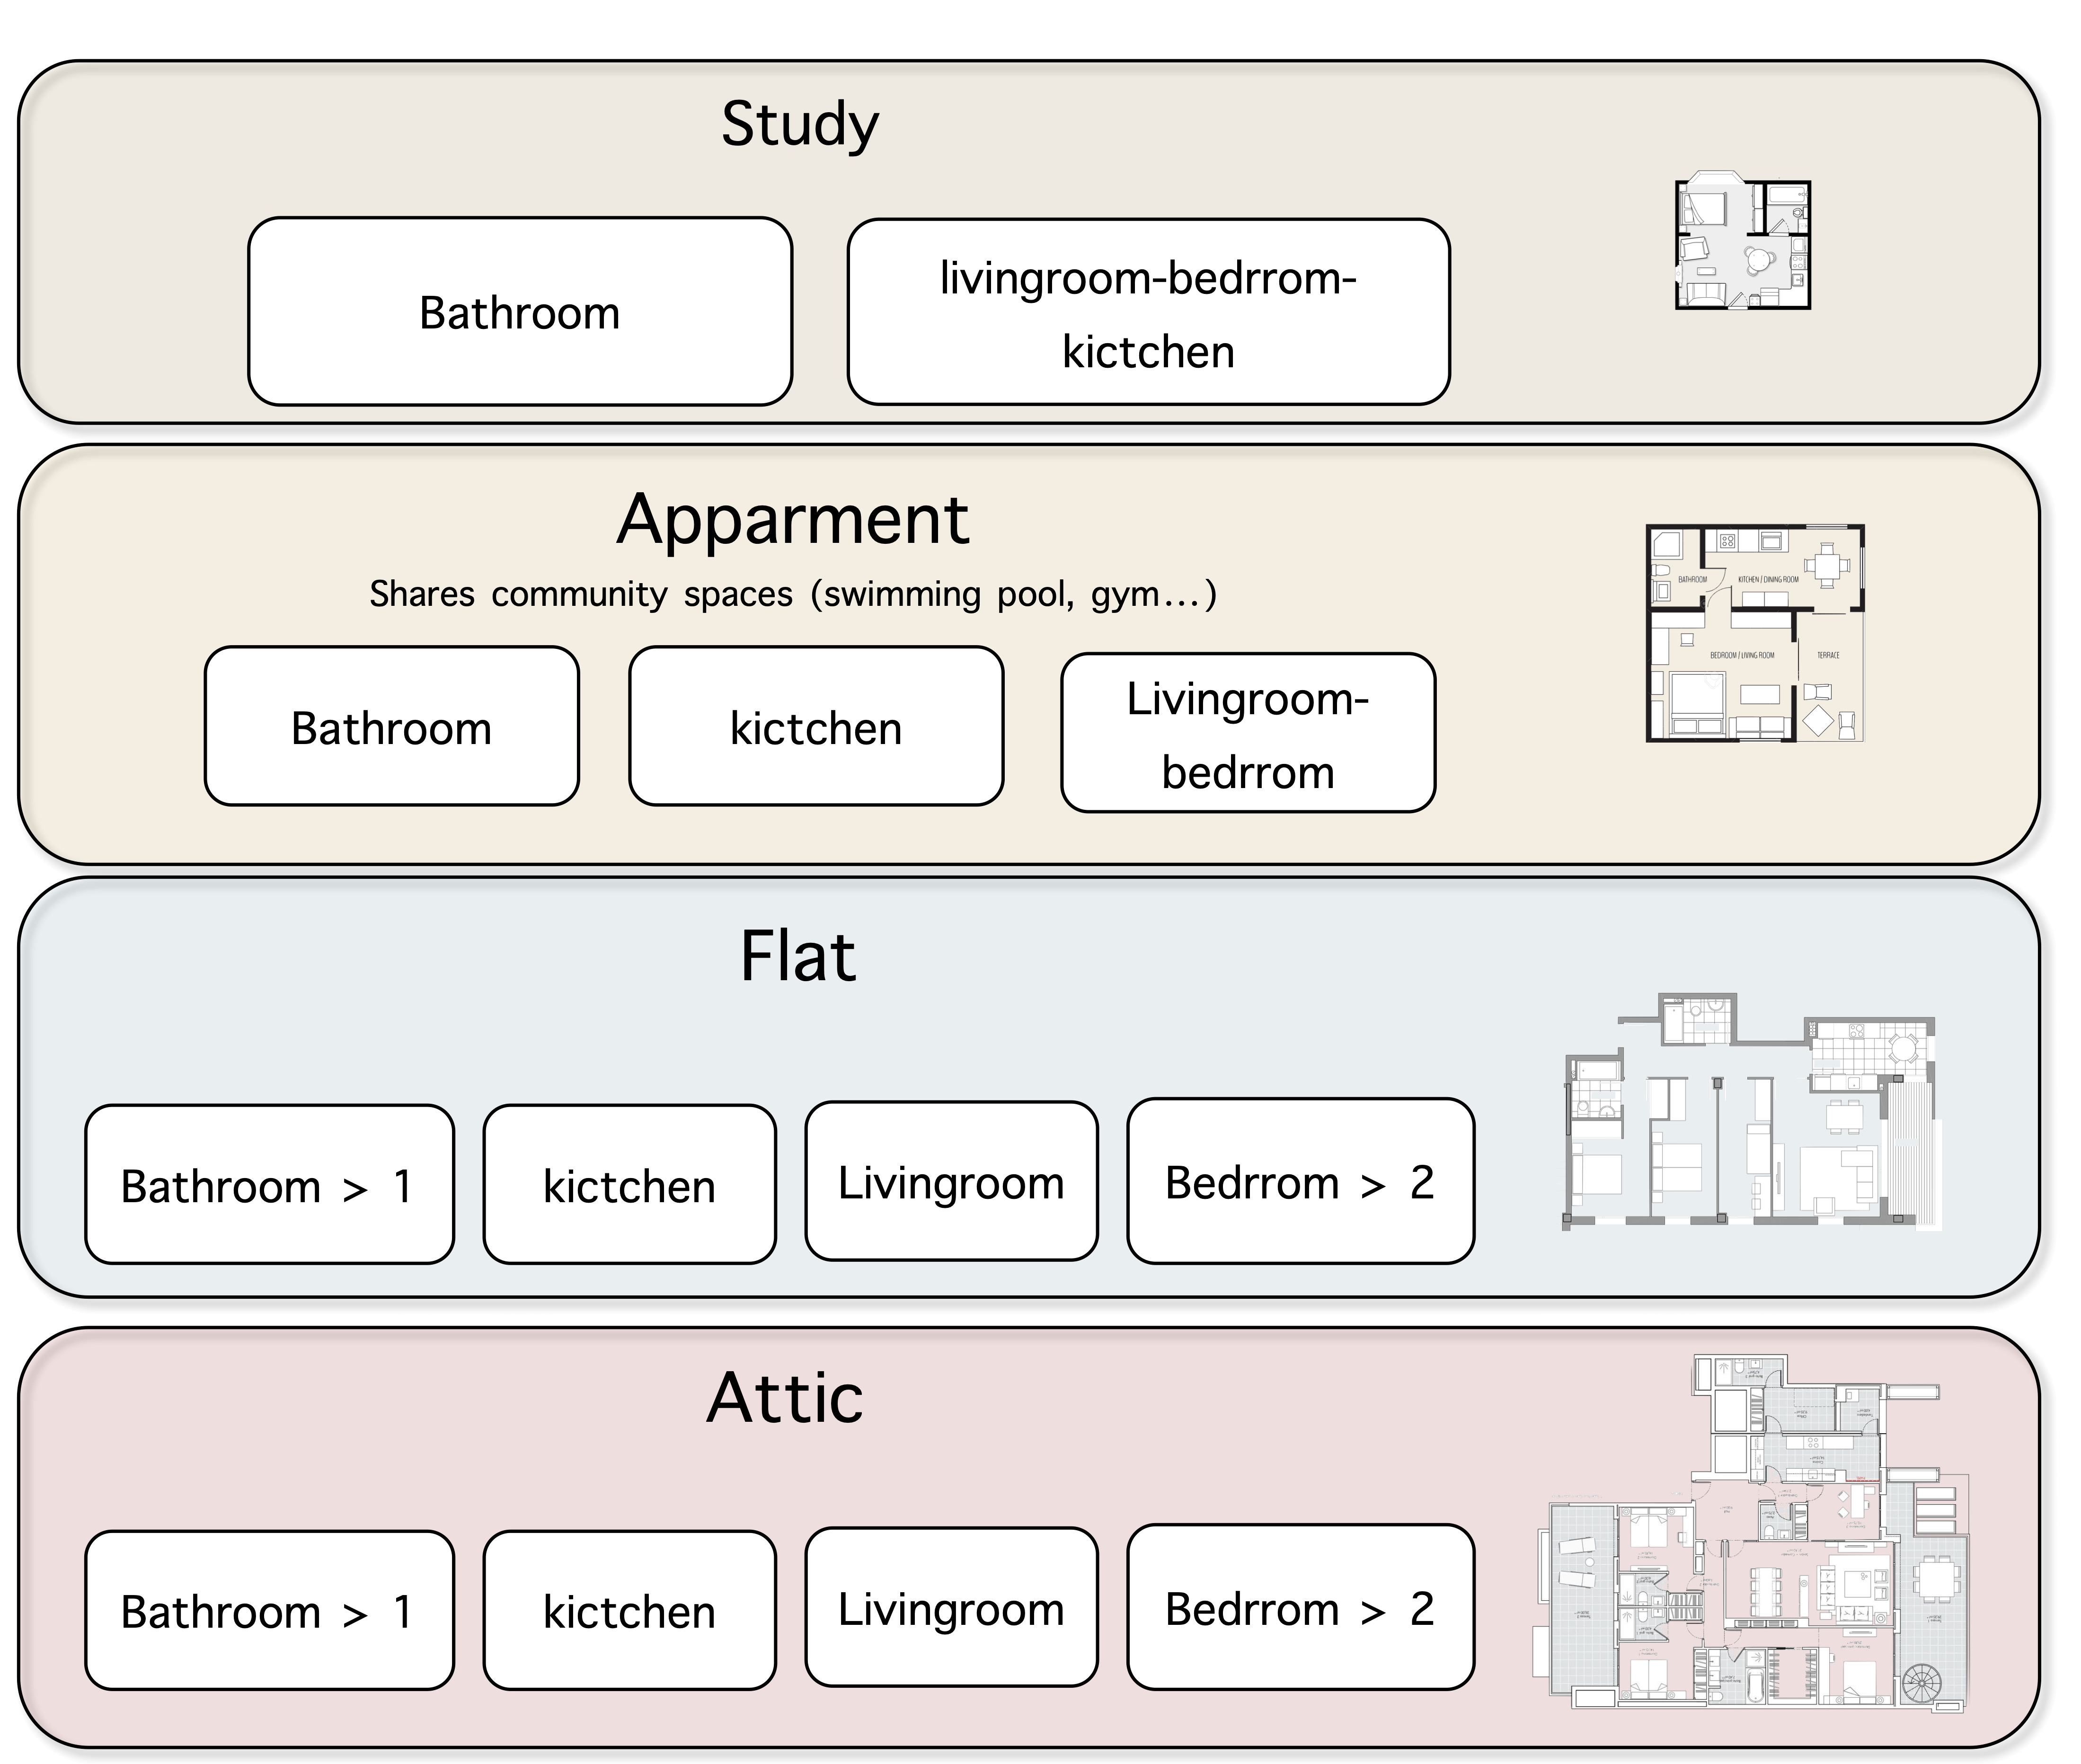 Study
Bathroom
livingroom-bedrrom-
kictchen
Apparment
Shares community spaces (swimming pool, gym...)
Bathroom
kictchen
Livingroom-
bedrrom
BATHROOM
KITCHEN / DINING ROOM
BEDROOM / LIVING ROOM
TERRACE
Flat
Bathroom > 1
kictchen
Livingroom
Bedrrom > 2
Attic
Bathroom > 1
kictchen
Livingroom
Bedrrom > 2